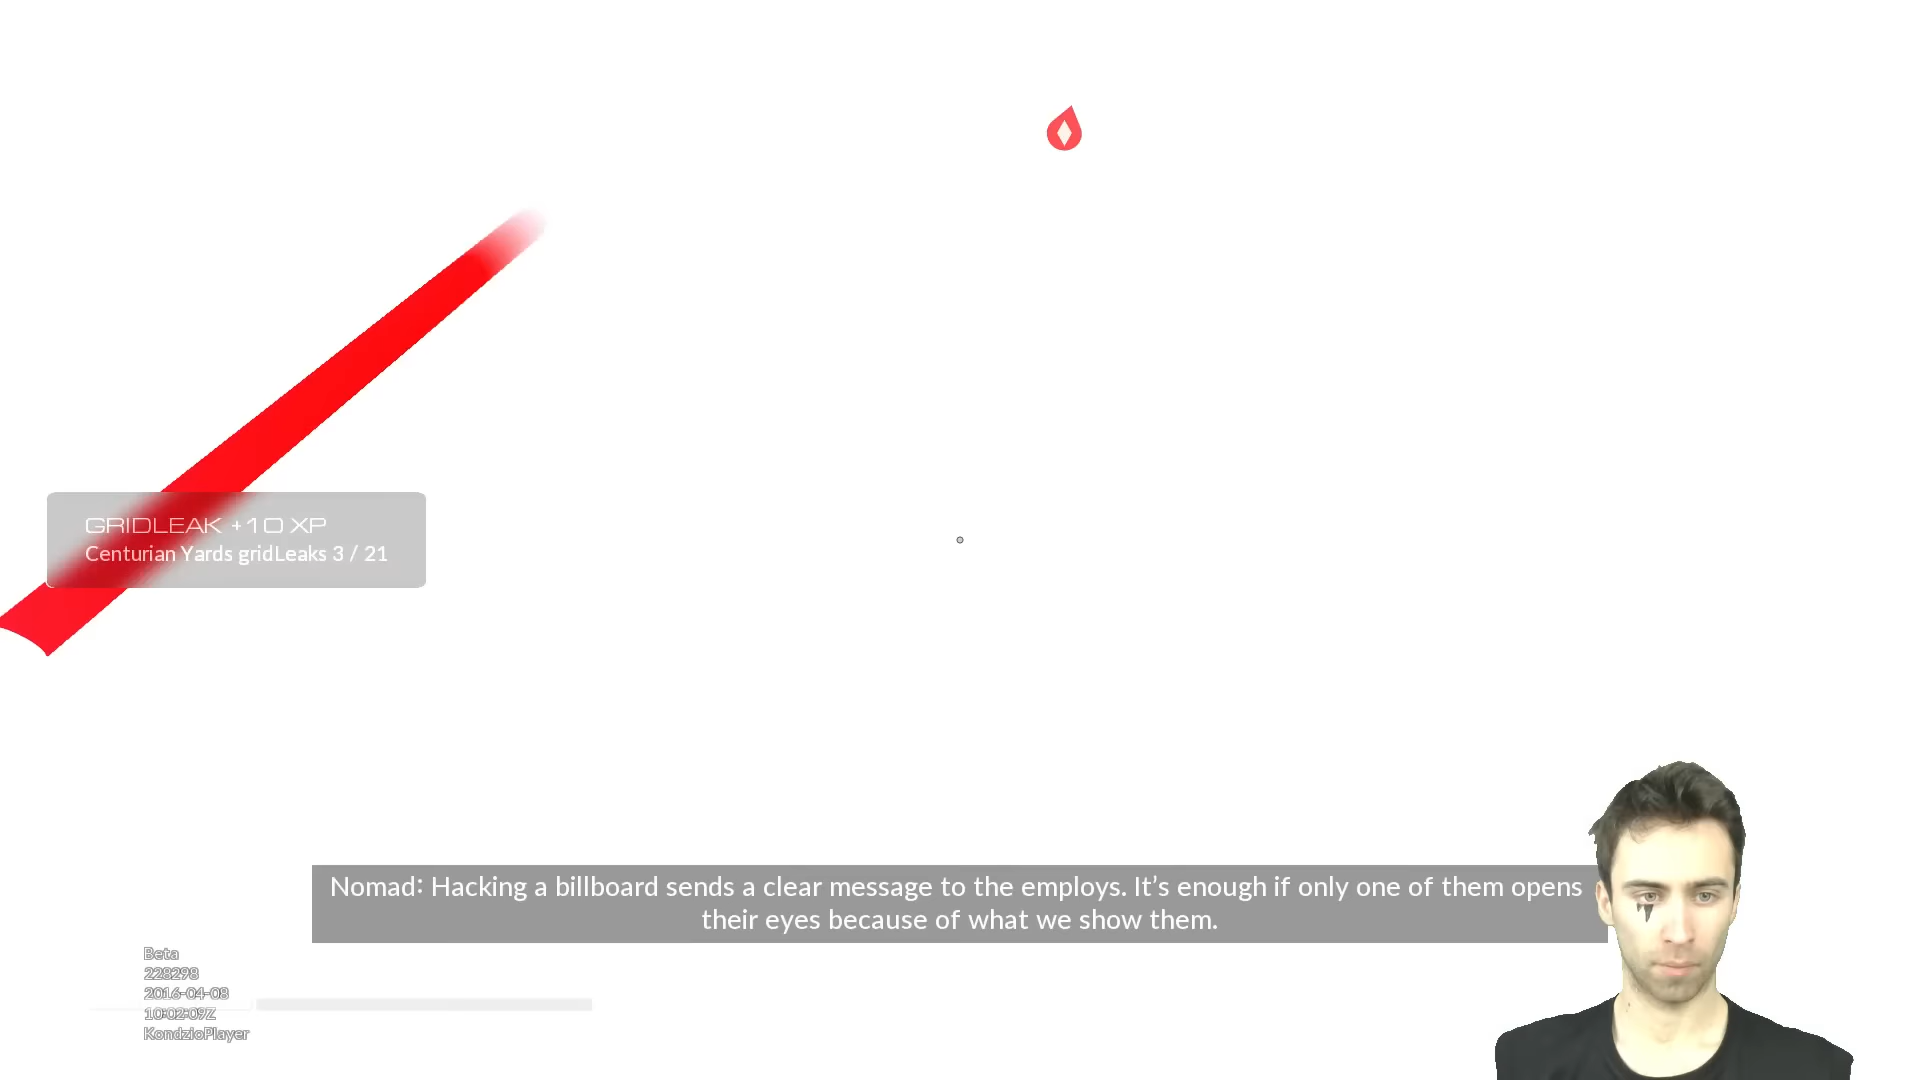 GRIDLEAK +10 XP
Centurian Yards gridLeaks 3 / 21
Nomad: Hacking a billboard sends a clear message to the employs. It’s enough if only one of them opens
their eyes because of what we show them.
Beta
228298
2016-04-08
10:02:09Z
KondzioPlayer